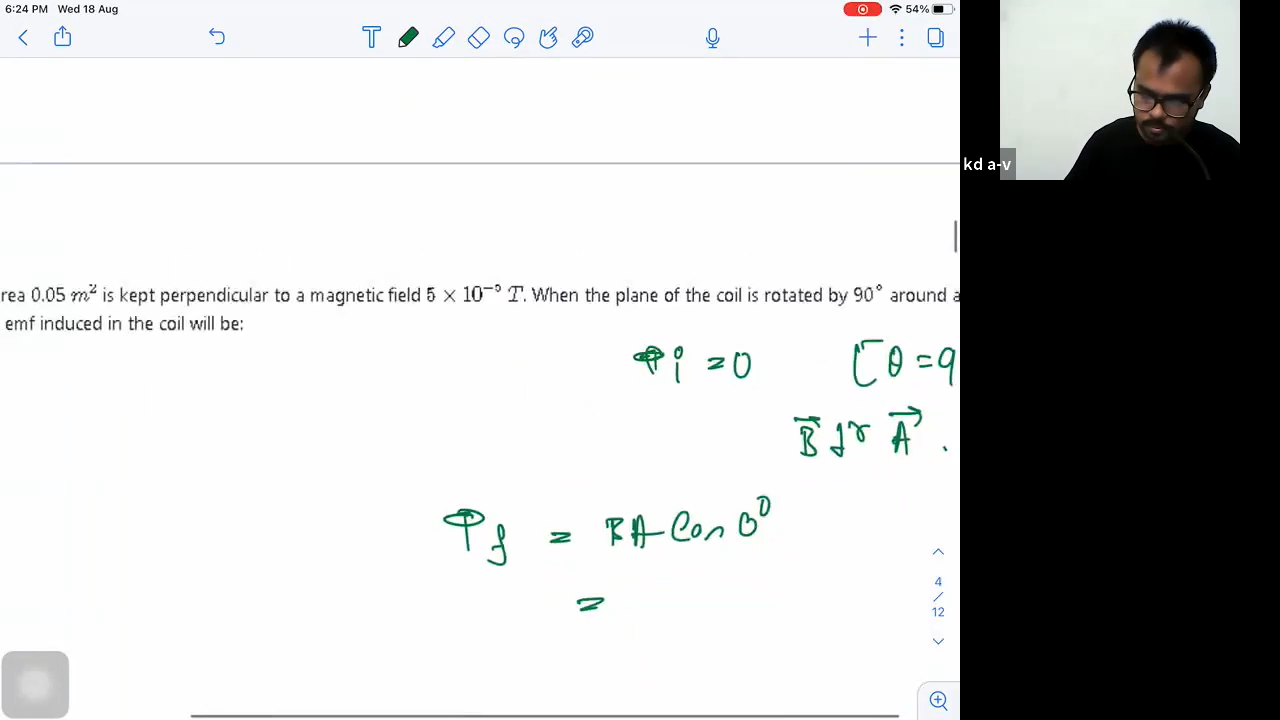 6:24 PM Wed 18 Aug 54%
kd a-v
rea 0.05 m² is kept perpendicular to a magnetic field 5 × 10⁻⁵ T. When the plane of the coil is rotated by 90° around a
emf induced in the coil will be:
Φi = 0 [θ = 9
B⃗ ⊥r A⃗ .
Φf = BA Cos 0°
=
4
/
12